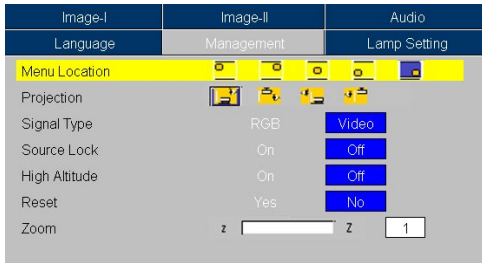 Image-I Image-II Audio
Language Management Lamp Setting
Menu Location
Projection
Signal Type RGB Video
Source Lock On Off
High Altitude On Off
Reset Yes No
Zoom z Z 1